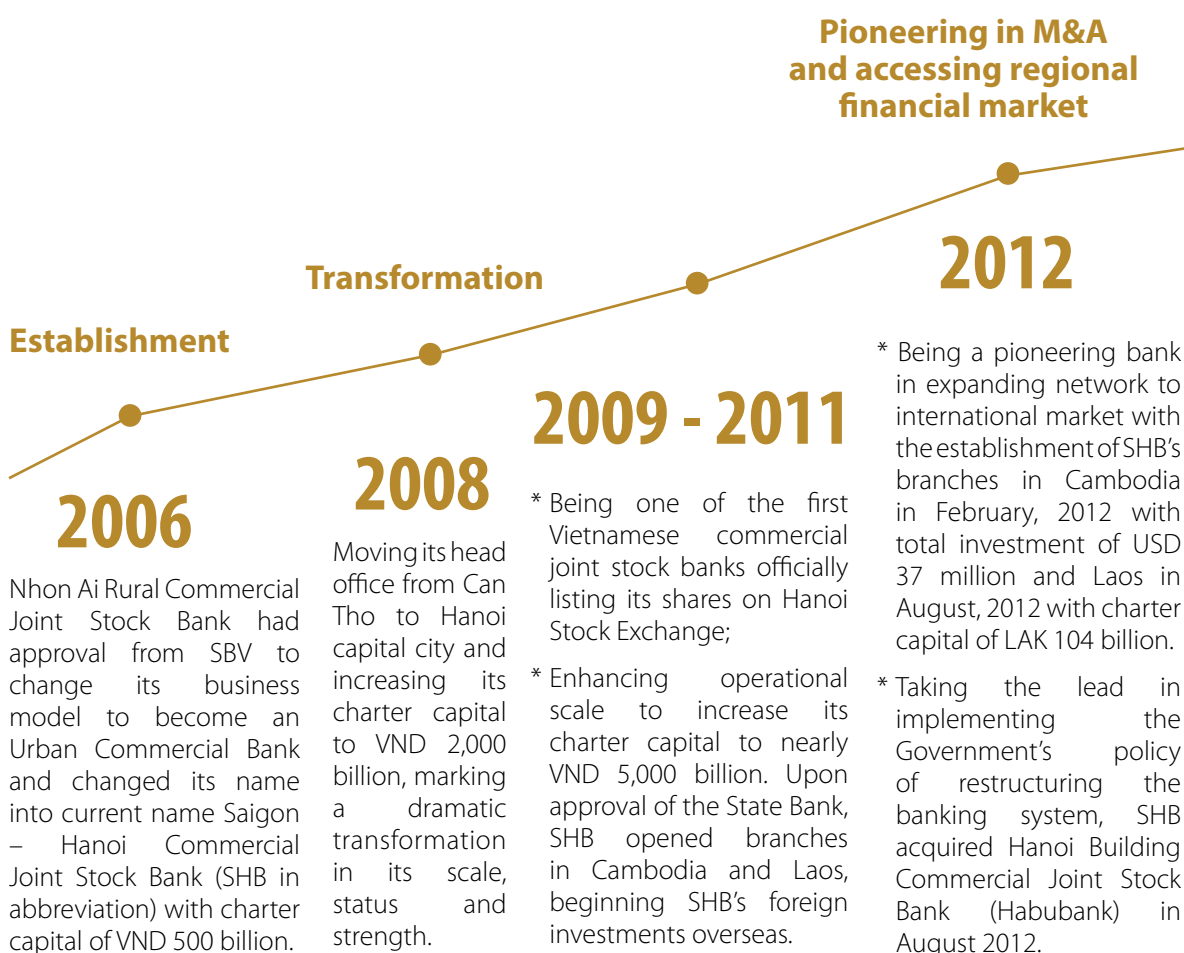 Establishment
2006
Nhon Ai Rural Commercial
Joint Stock Bank had
approval from SBV to
change its business
model to become an
Urban Commercial Bank
and changed its name
into current name Saigon
– Hanoi Commercial
Joint Stock Bank (SHB in
abbreviation) with charter
capital of VND 500 billion.
Transformation
2008
Moving its head
office from Can
Tho to Hanoi
capital city and
increasing its
charter capital
to VND 2,000
billion, marking
a dramatic
transformation
in its scale,
status and
strength.
2009 - 2011
* Being one of the first
Vietnamese commercial
joint stock banks officially
listing its shares on Hanoi
Stock Exchange;
* Enhancing operational
scale to increase its
charter capital to nearly
VND 5,000 billion. Upon
approval of the State Bank,
SHB opened branches
in Cambodia and Laos,
beginning SHB's foreign
investments overseas.
Pioneering in M&A
and accessing regional
financial market
2012
* Being a pioneering bank
in expanding network to
international market with
the establishment of SHB's
branches in Cambodia
in February, 2012 with
total investment of USD
37 million and Laos in
August, 2012 with charter
capital of LAK 104 billion.
* Taking the lead in
implementing the
Government's policy
of restructuring the
banking system, SHB
acquired Hanoi Building
Commercial Joint Stock
Bank (Habubank) in
August 2012.